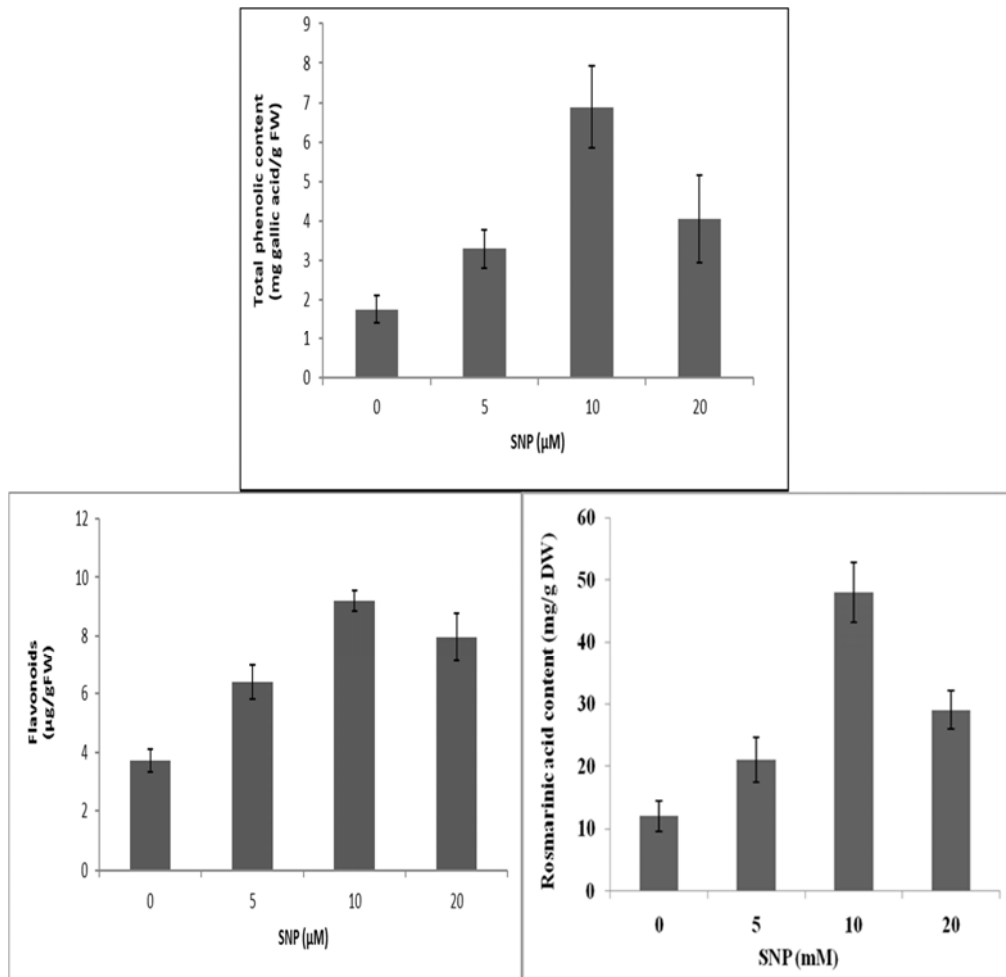 Total phenolic content
(mg gallic acid/g FW)
9
8
7
6
5
4
3
2
1
0
0 5 10 20
SNP (µM)
Flavonoids
(µg/gFW)
12
10
8
6
4
2
0
0 5 10 20
SNP (µM)
Rosmarinic acid content (mg/g DW)
60
50
40
30
20
10
0
0 5 10 20
SNP (mM)